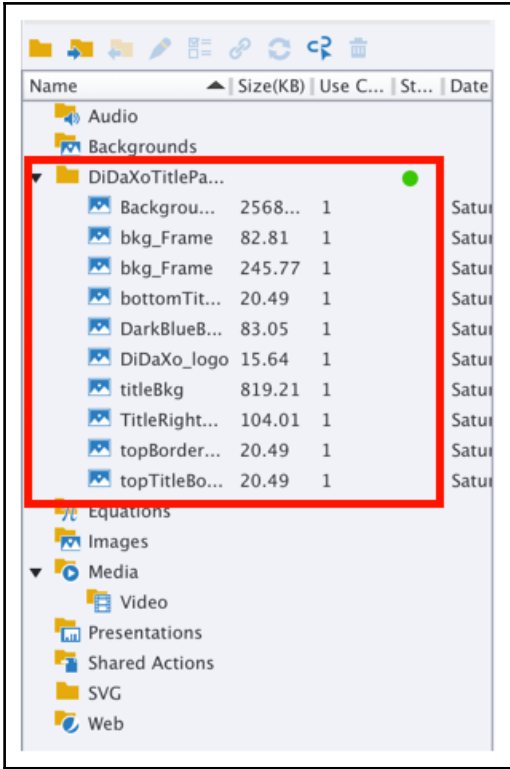 Name Size(KB) Use C... St... Date
Audio
Backgrounds
DiDaXoTitlePa...
Backgrou... 2568... 1 Satur
bkg_Frame 82.81 1 Satur
bkg_Frame 245.77 1 Satur
bottomTit... 20.49 1 Satur
DarkBlueB... 83.05 1 Satur
DiDaXo_logo 15.64 1 Satur
titleBkg 819.21 1 Satur
TitleRight... 104.01 1 Satur
topBorder... 20.49 1 Satur
topTitleBo... 20.49 1 Satur
Equations
Images
Media
Video
Presentations
Shared Actions
SVG
Web